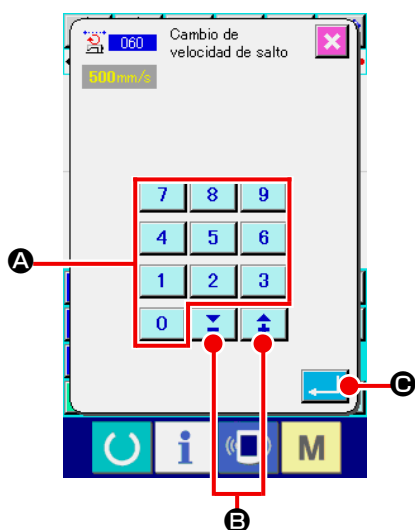 060 Cambio de
velocidad de salto
500mm/s
7 8 9
4 5 6
A
1 2 3
0
C
i M
B